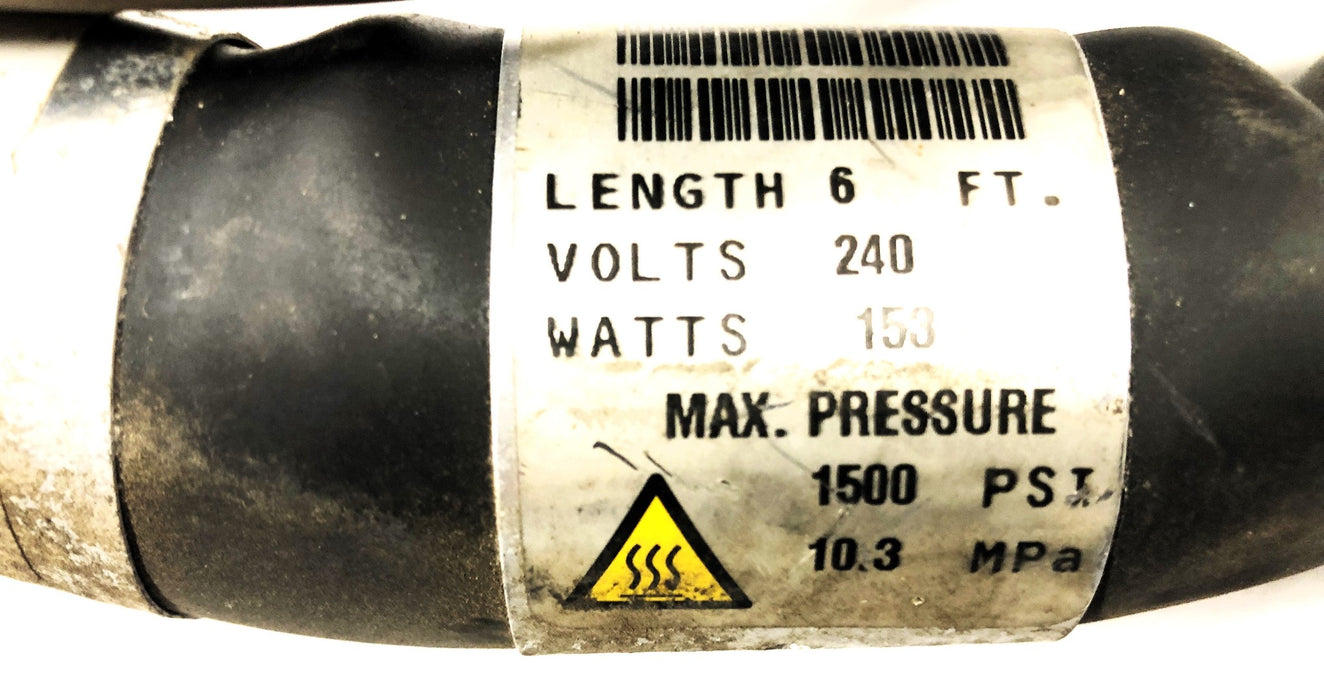 LENGTH 6 FT.
VOLTS 240
WATTS 153
MAX. PRESSURE
1500 PSI
10.3 MPa